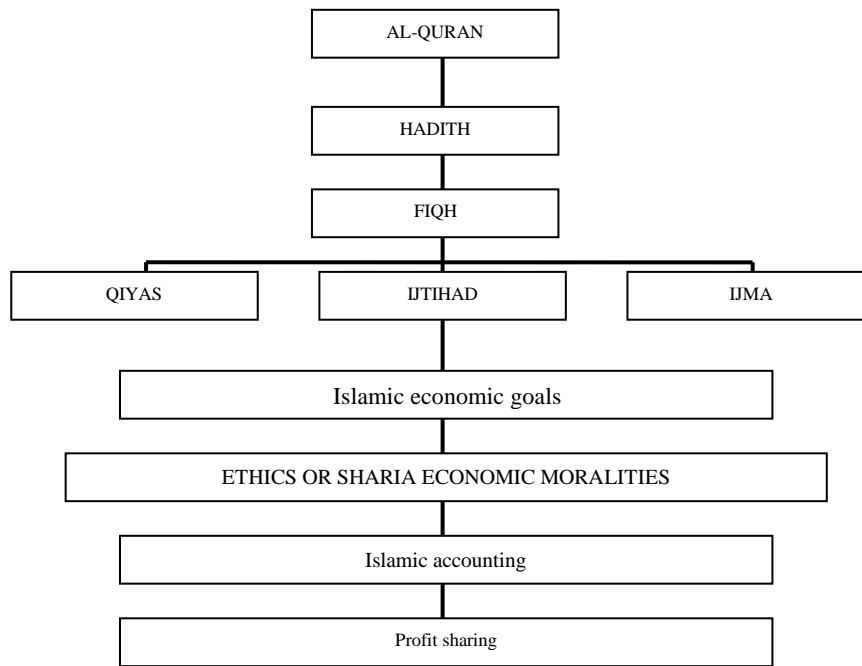 AL-QURAN
HADITH
FIQH
QIYAS
IJTIHAD
IJMA
Islamic economic goals
ETHICS OR SHARIA ECONOMIC MORALITIES
Islamic accounting
Profit sharing